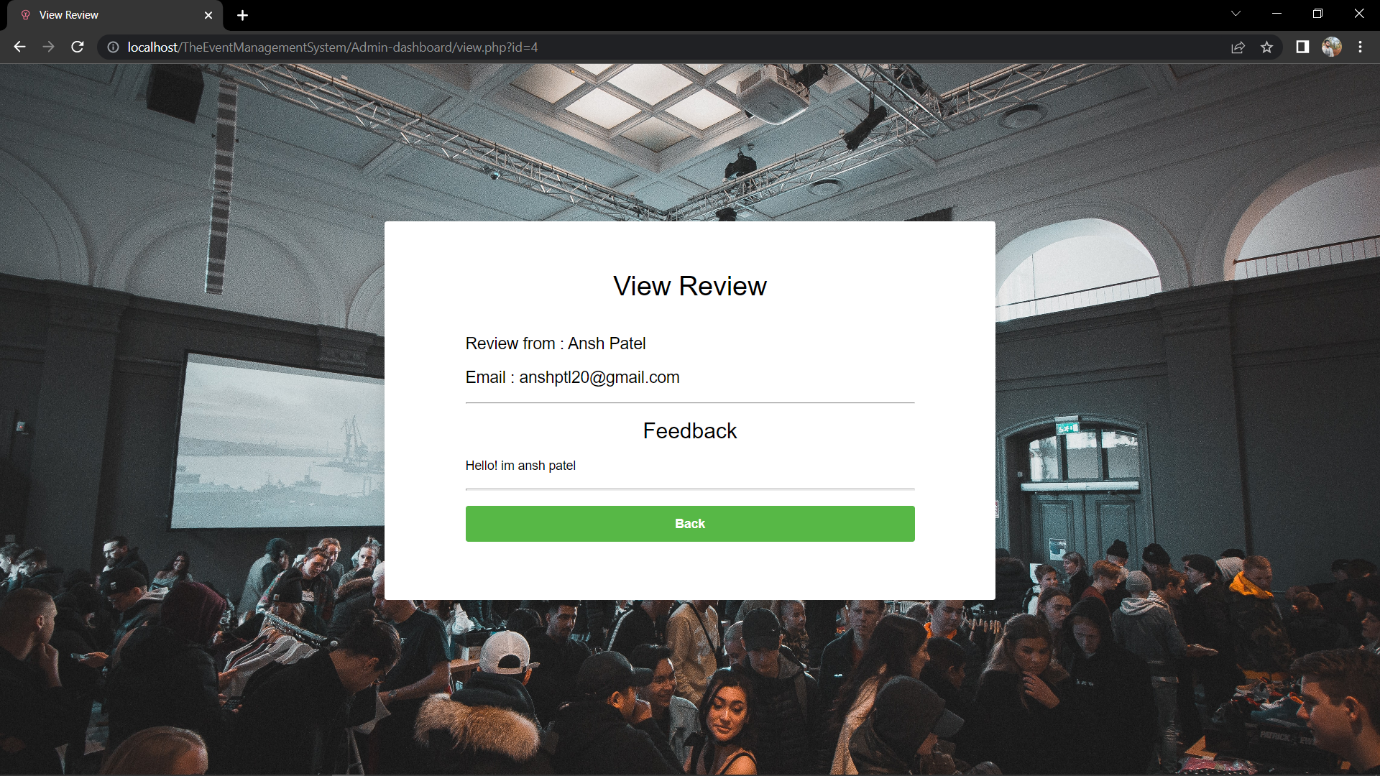 View Review
localhost/TheEventManagementSystem/Admin-dashboard/view.php?id=4
View Review
Review from : Ansh Patel
Email : anshptl20@gmail.com
Feedback
Hello! im ansh patel
Back